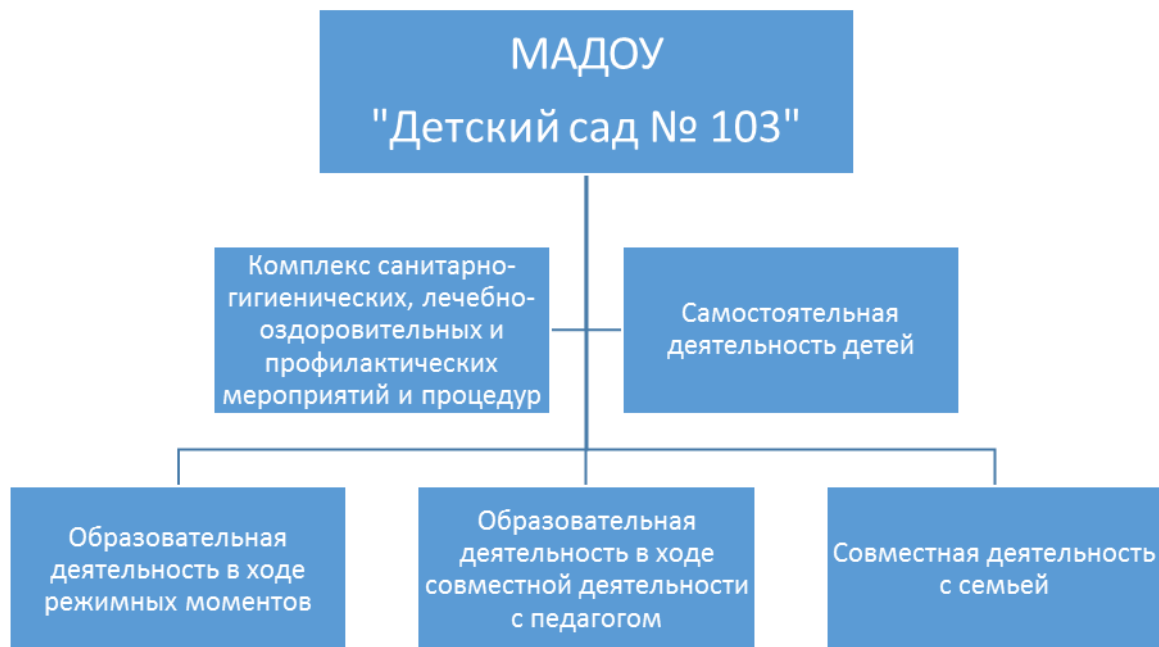 МАДОУ
"Детский сад № 103"
Комплекс санитарно-
гигиенических, лечебно-
оздоровительных и
профилактических
мероприятий и процедур
Самостоятельная
деятельность детей
Образовательная
деятельность в ходе
режимных моментов
Образовательная
деятельность в ходе
совместной деятельности
с педагогом
Совместная деятельность
с семьей